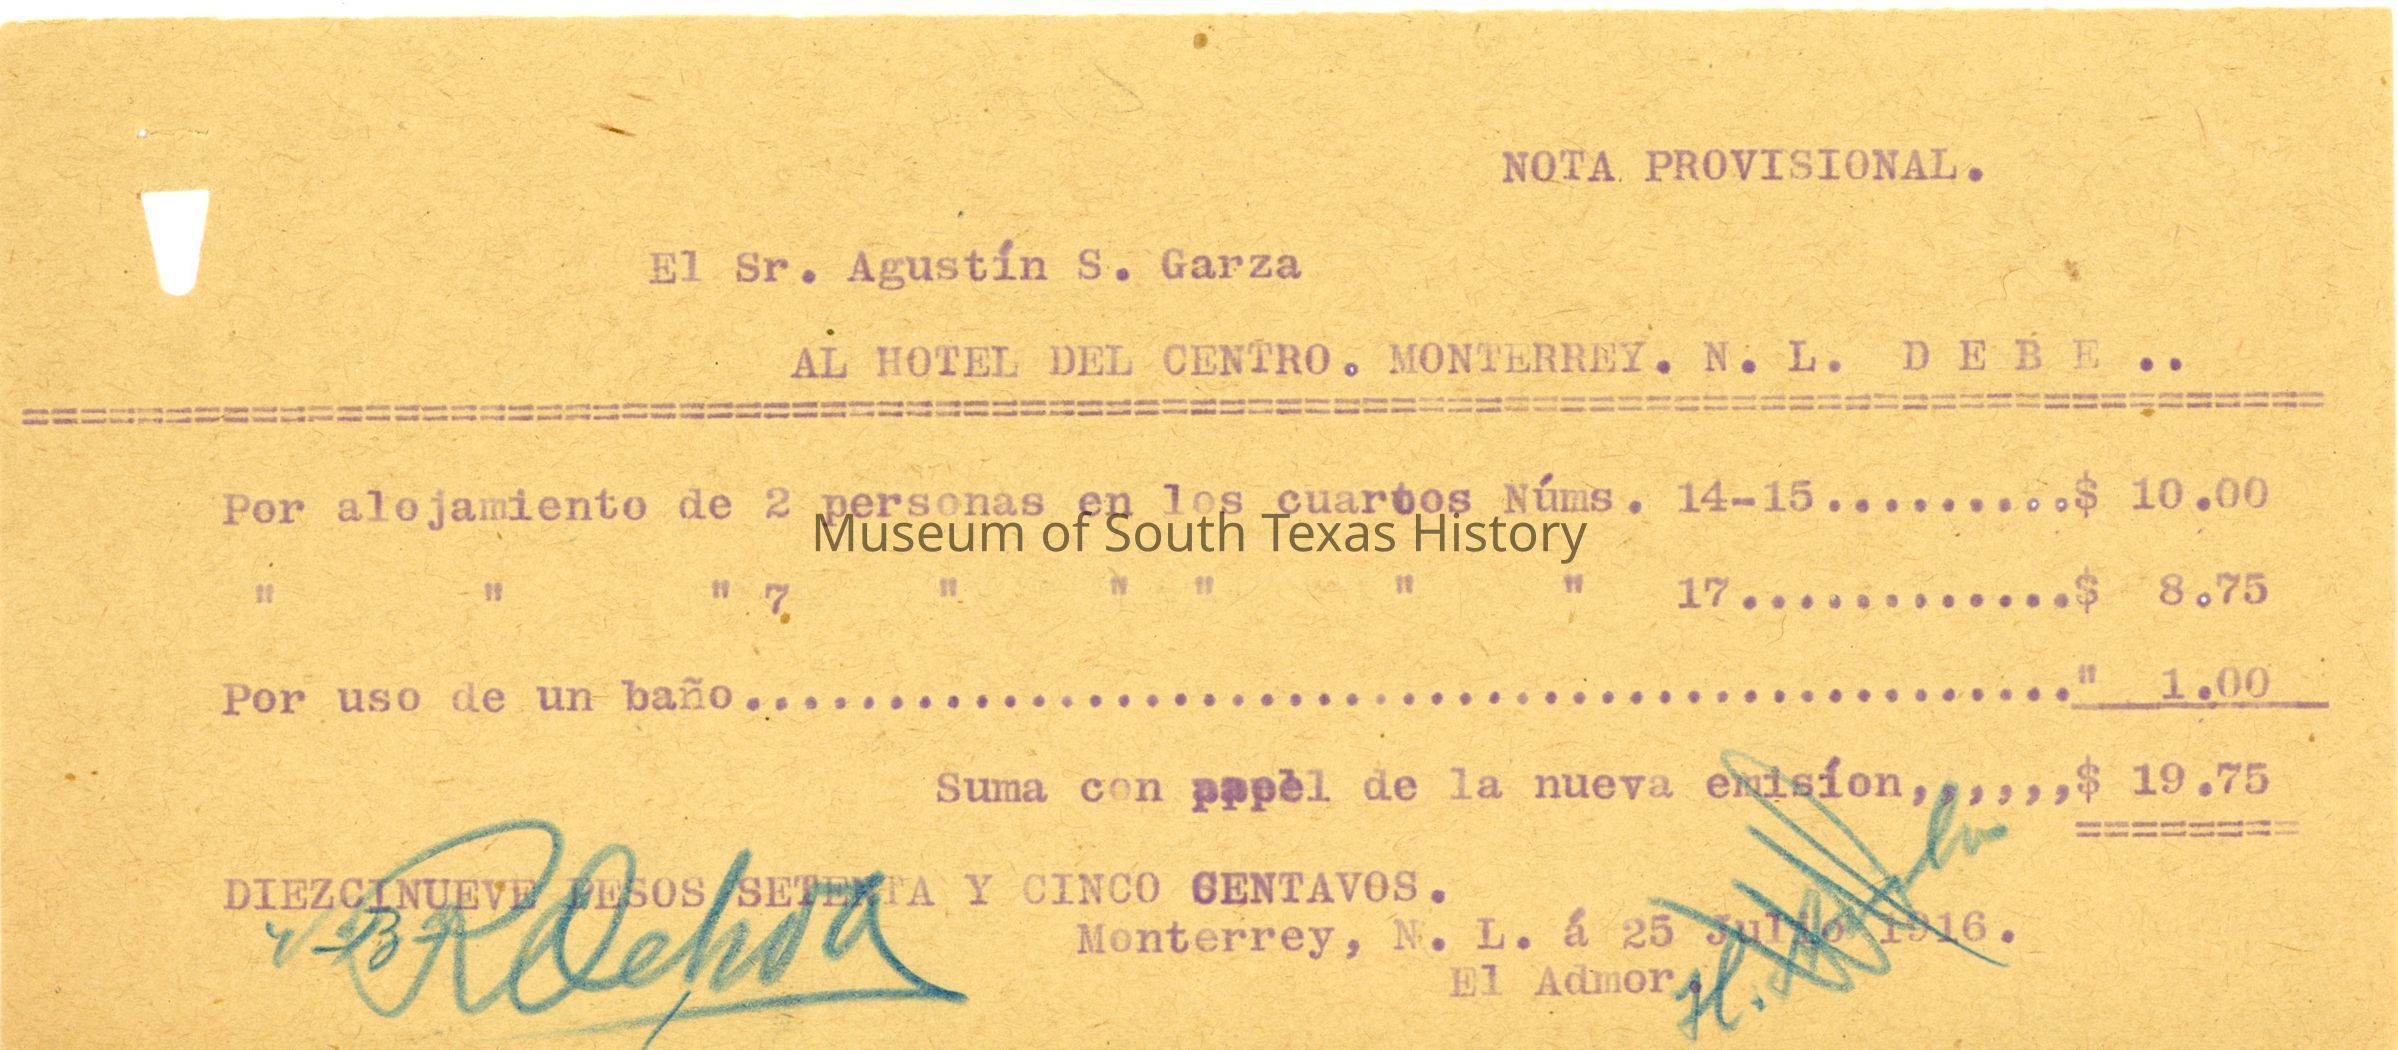 NOTA PROVISIONAL.
El Sr. Agustín S. Garza
AL HOTEL DEL CENTRO. MONTERREY. N. L. D E B E ..
=================================================================================
Por alojamiento de 2 personas en los cuartos Núms. 14-15..........$ 10.00
" " " 7 " " " " " 17............$ 8.75
Museum of South Texas History
Por uso de un baño..............................................." 1.00
Suma con pappel de la nueva emisíon,,,,,,$ 19.75
========
DIEZCINUEVE PESOS SETENTA Y CINCO CENTAVOS.
Monterrey, N. L. á 25 Julio 1916.
El Admor.
V-B- R Ochoa
H.